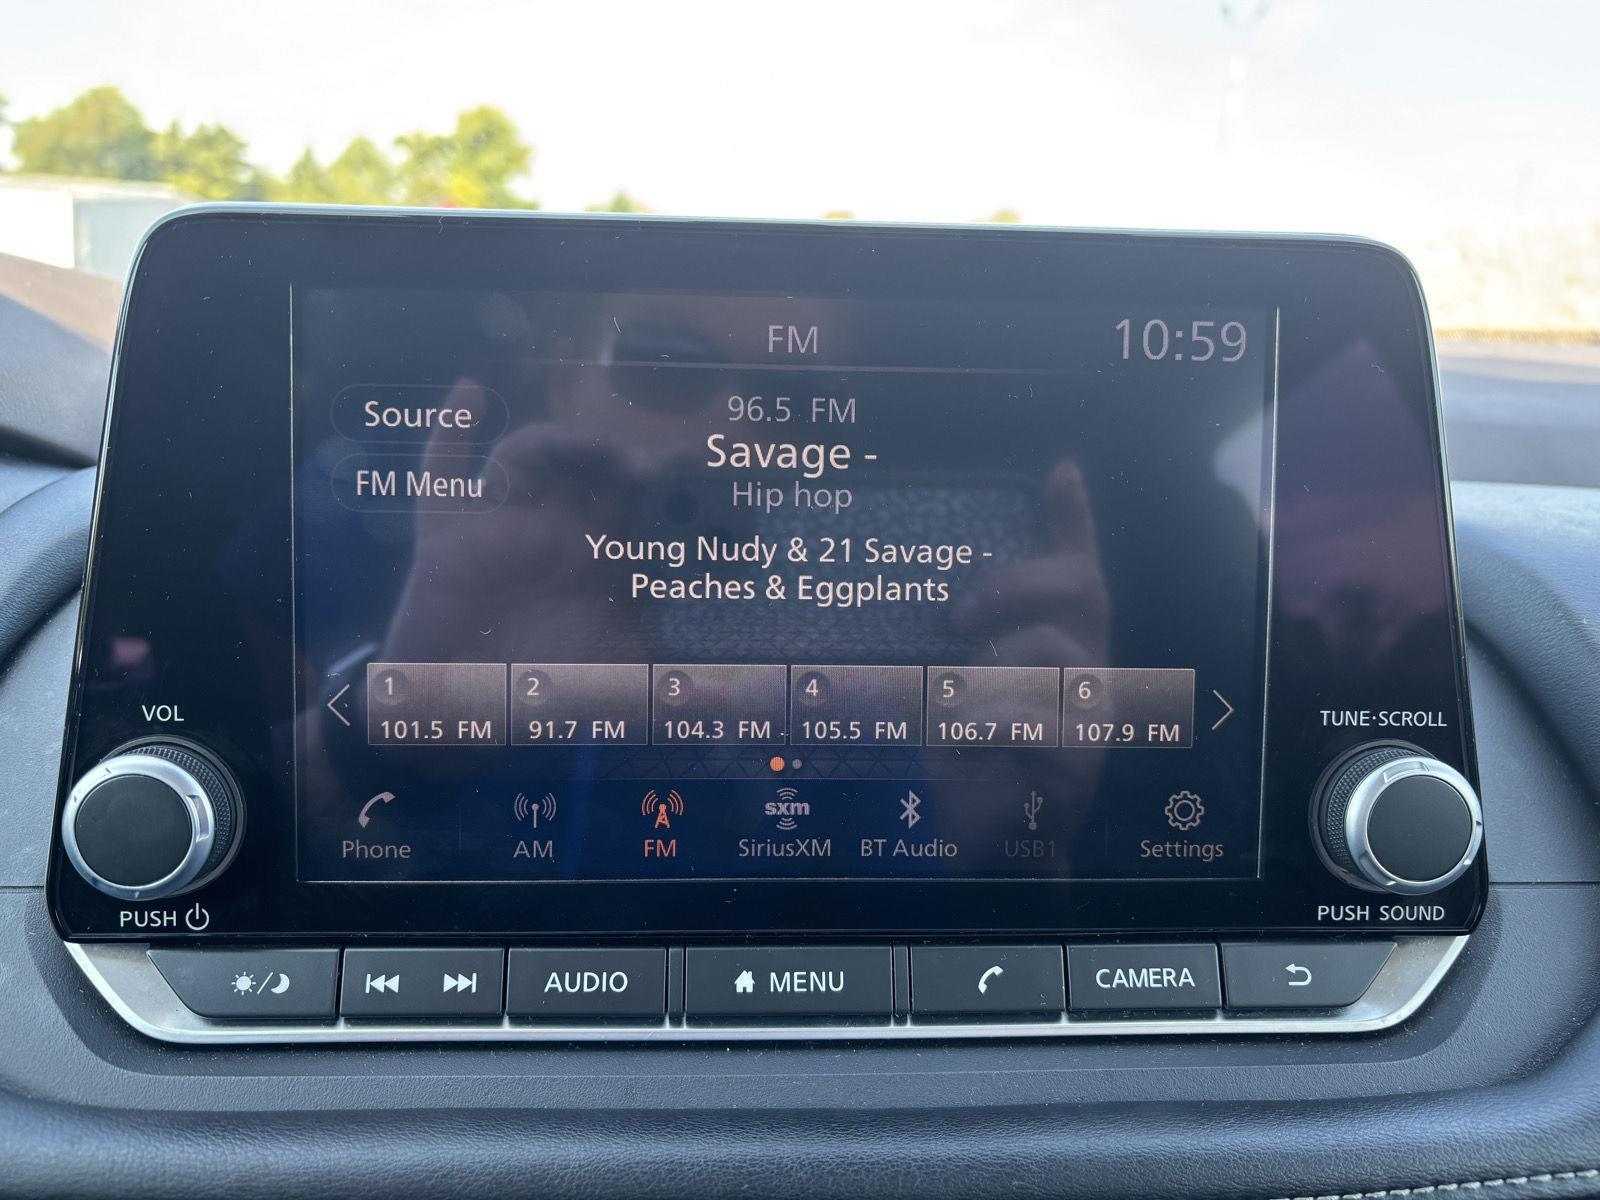 FM
10:59
Source
FM Menu
96.5 FM
Savage -
Hip hop
Young Nudy & 21 Savage -
Peaches & Eggplants
1
2
3
4
5
6
101.5 FM
91.7 FM
104.3 FM
105.5 FM
106.7 FM
107.9 FM
VOL
TUNE·SCROLL
sxm
Phone
AM
FM
SiriusXM
BT Audio
USB1
Settings
PUSH
PUSH SOUND
AUDIO
MENU
CAMERA